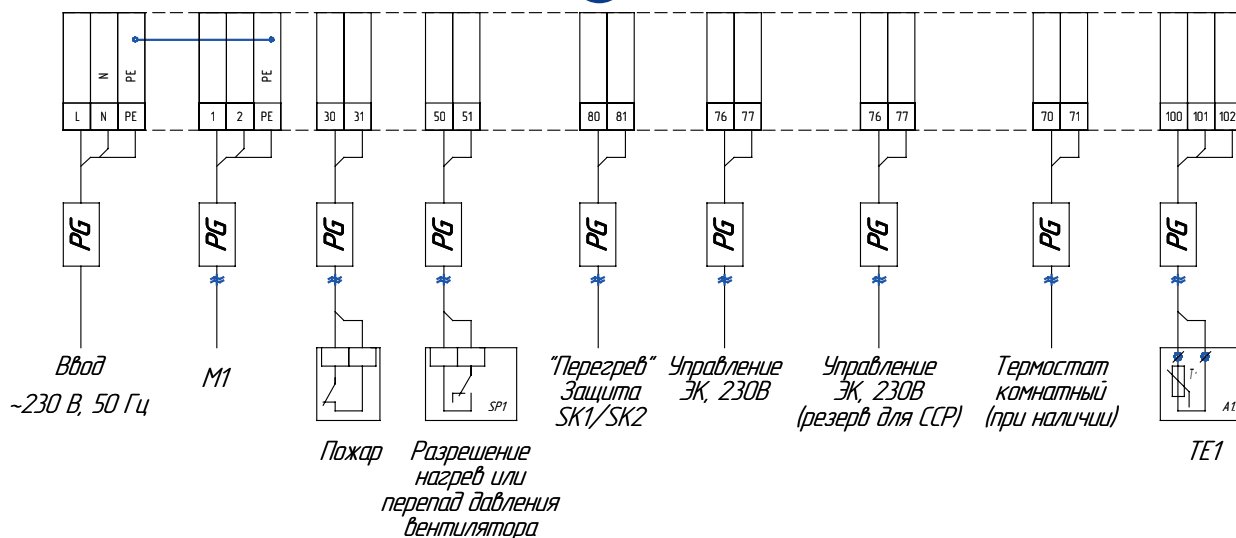 N
PE
PE
L
N
PE
1
2
PE
30
31
50
51
80
81
76
77
76
77
70
71
100
101
102
PG
PG
PG
PG
PG
PG
PG
PG
PG
Ввод
~230 В, 50 Гц
М1
Пожар
SP1
Разрешение
нагрев или
перепад давления
вентилятора
"Перегрев"
Защита
SK1/SK2
Управление
ЭК, 230В
Управление
ЭК, 230В
(резерв для ССР)
Термостат
комнатный
(при наличии)
T°
TE1